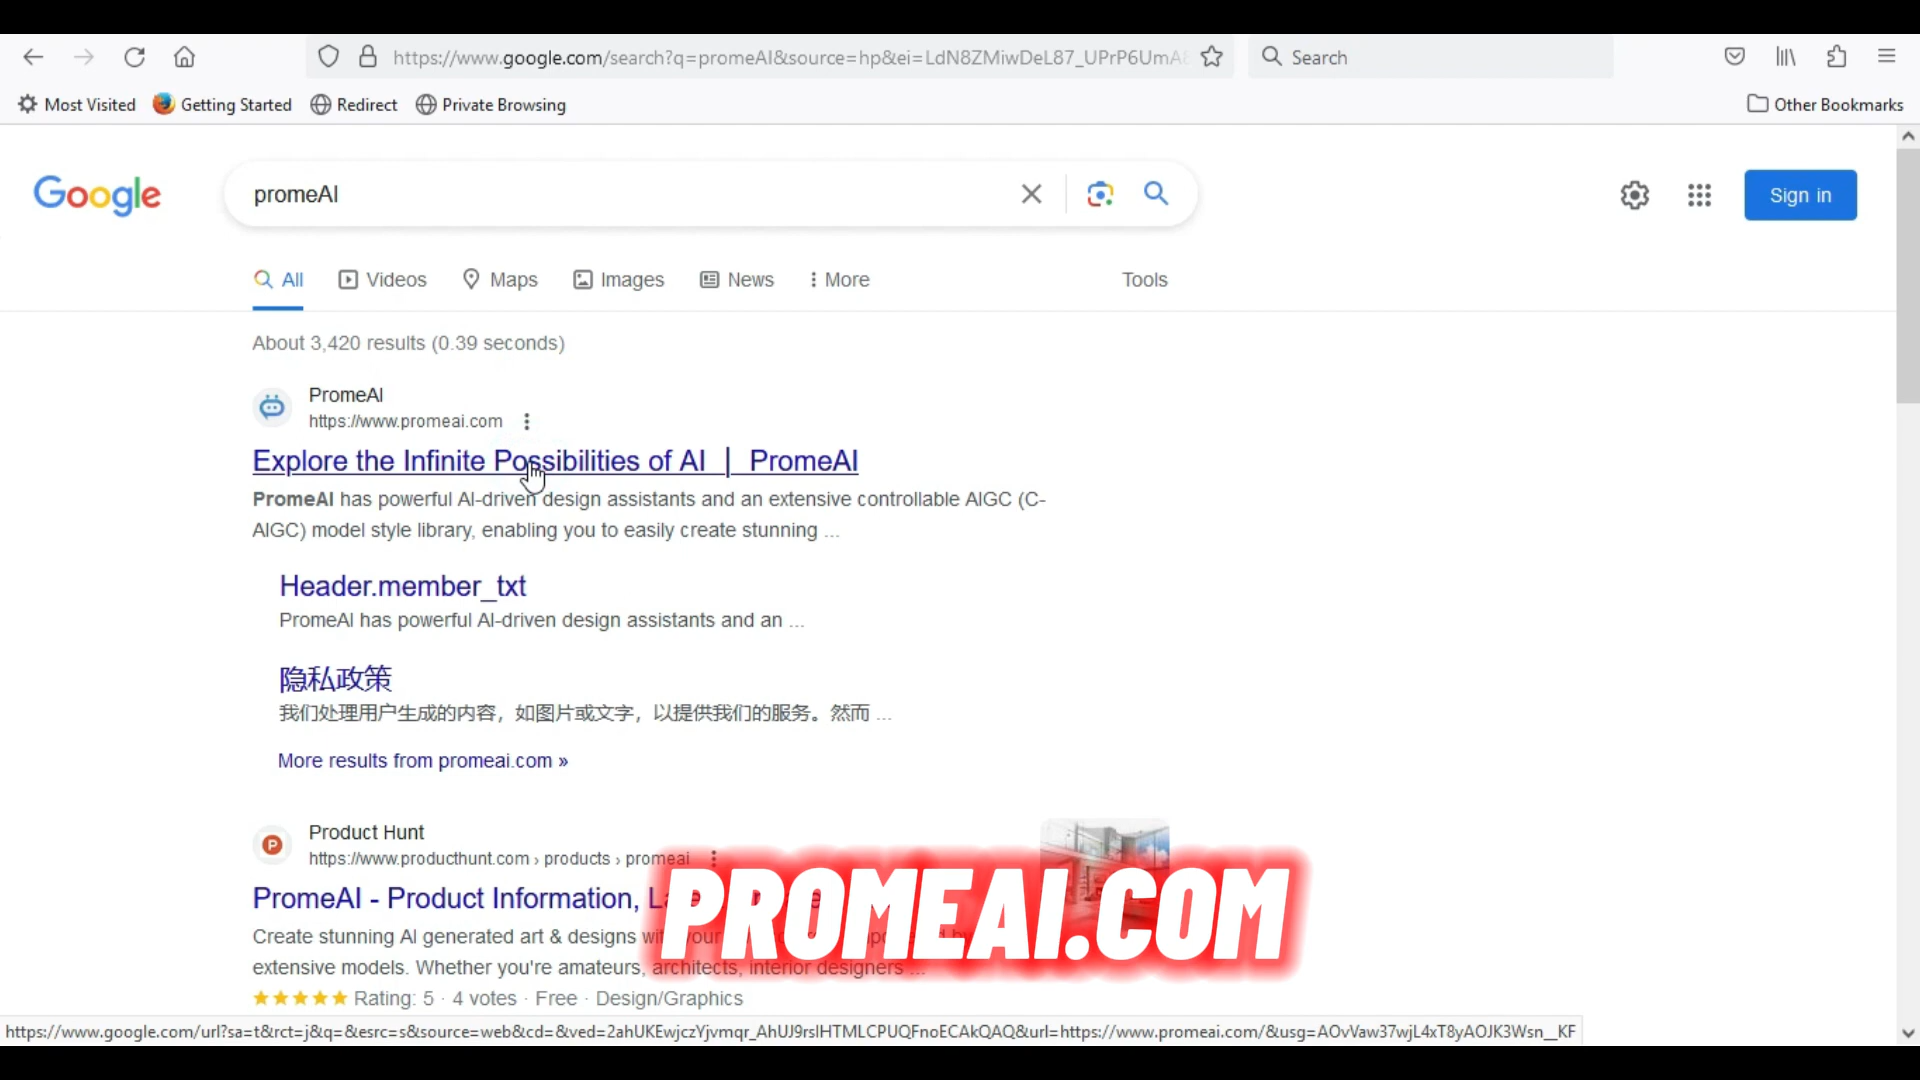 https://www.google.com/search?q=promeAI&source=hp&ei=LdN8ZMiwDeL87_UPrP6UmA
Search
Most Visited
Getting Started
Redirect
Private Browsing
Other Bookmarks
Google
promeAI
Sign in
All
Videos
Maps
Images
News
More
Tools
About 3,420 results (0.39 seconds)
PromeAI
https://www.promeai.com
Explore the Infinite Possibilities of AI | PromeAI
PromeAI has powerful AI-driven design assistants and an extensive controllable AIGC (C-
AIGC) model style library, enabling you to easily create stunning ...
Header.member_txt
PromeAI has powerful AI-driven design assistants and an ...
隐私政策
我们处理用户生成的内容，如图片或文字，以提供我们的服务。然而 ...
More results from promeai.com »
Product Hunt
https://www.producthunt.com › products › promeai
PromeAI - Product Information,
PROMEAI.COM
Create stunning AI generated art & designs with your
extensive models. Whether you're amateurs, architects, interior designers ...
Rating: 5 · 4 votes · Free · Design/Graphics
https://www.google.com/url?sa=t&rct=j&q=&esrc=s&source=web&cd=&ved=2ahUKEwjczYjvmqr_AhUJ9rsIHTMLCPUQFnoECAkQAQ&url=https://www.promeai.com/&usg=AOvVaw37wjL4xT8yAOJK3Wsn__KF